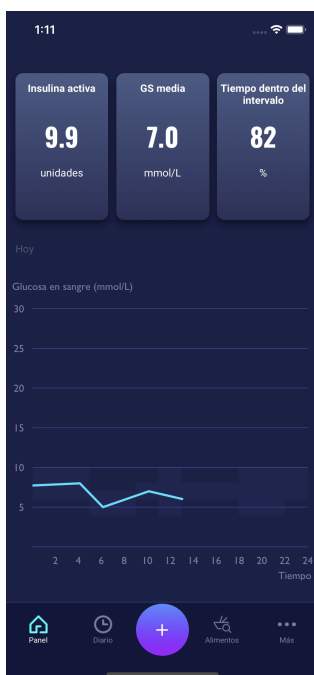 1:11
Insulina activa
9.9
unidades
GS media
7.0
mmol/L
Tiempo dentro del
intervalo
82
%
Hoy
Glucosa en sangre (mmol/L)
30
25
20
15
10
5
2 4 6 8 10 12 14 16 18 20 22 24
Tiempo
Panel
Diario
+
Alimentos
Más